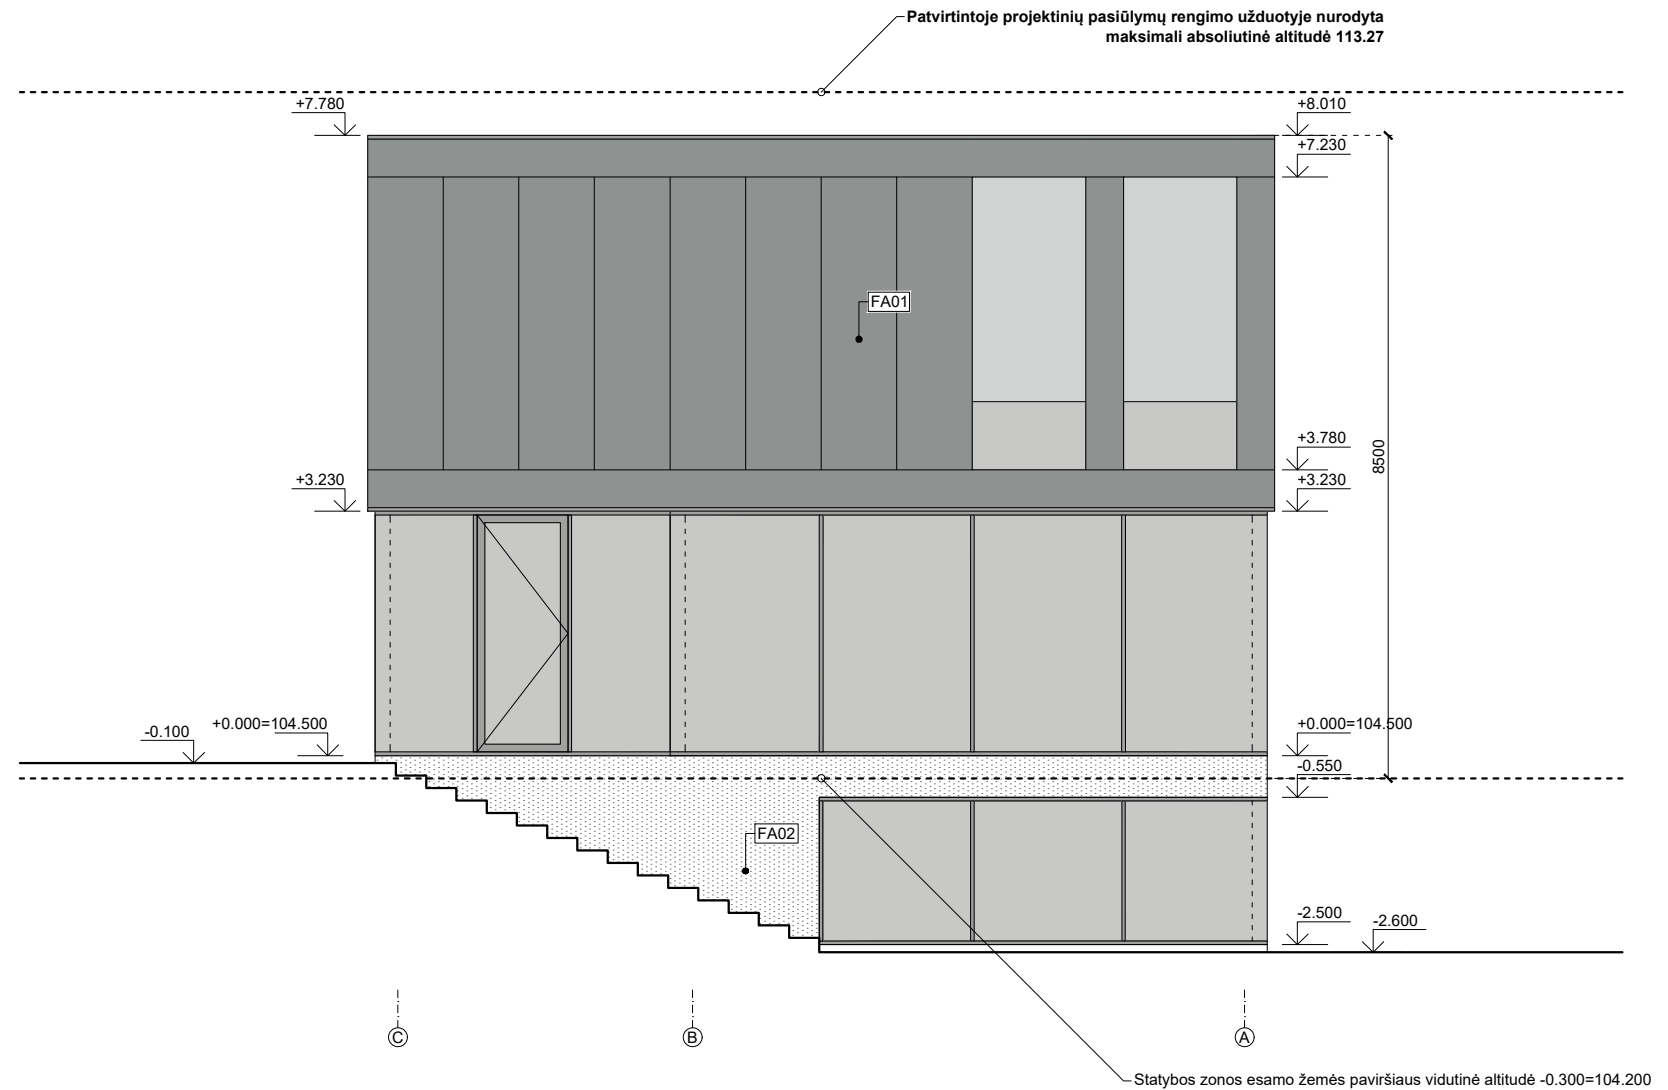 Patvirtintoje projektinių pasiūlymų rengimo užduotyje nurodyta
maksimali absoliutinė altitudė 113.27
+7.780
+8.010
+7.230
FA01
+3.780
8500
+3.230
+3.230
-0.100
+0.000=104.500
+0.000=104.500
-0.550
FA02
-2.500
-2.600
C
B
A
Statybos zonos esamo žemės paviršiaus vidutinė altitudė -0.300=104.200